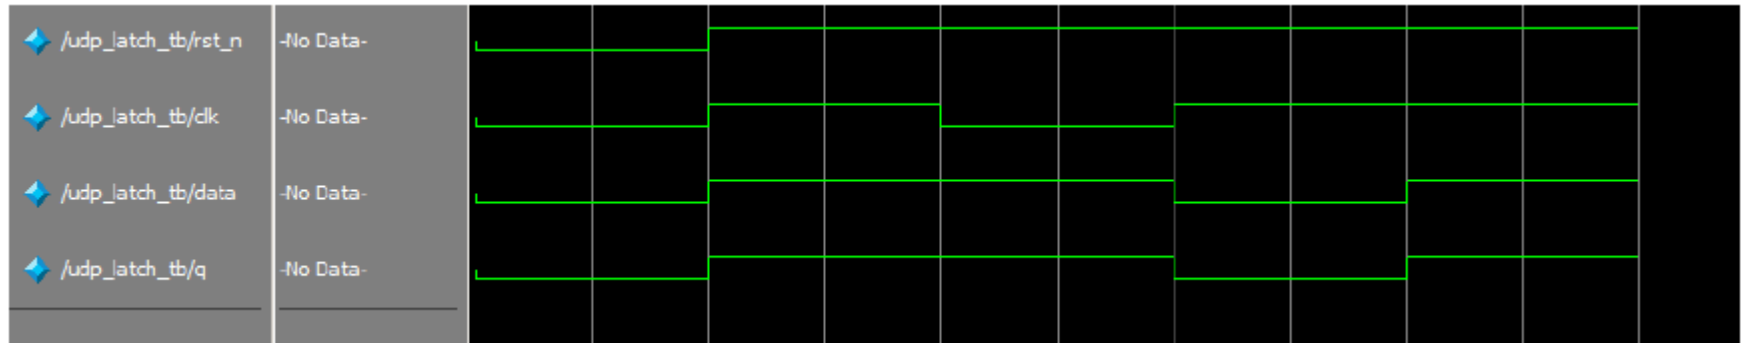 /udp_latch_tb/rst_n -No Data-
/udp_latch_tb/clk -No Data-
/udp_latch_tb/data -No Data-
/udp_latch_tb/q -No Data-